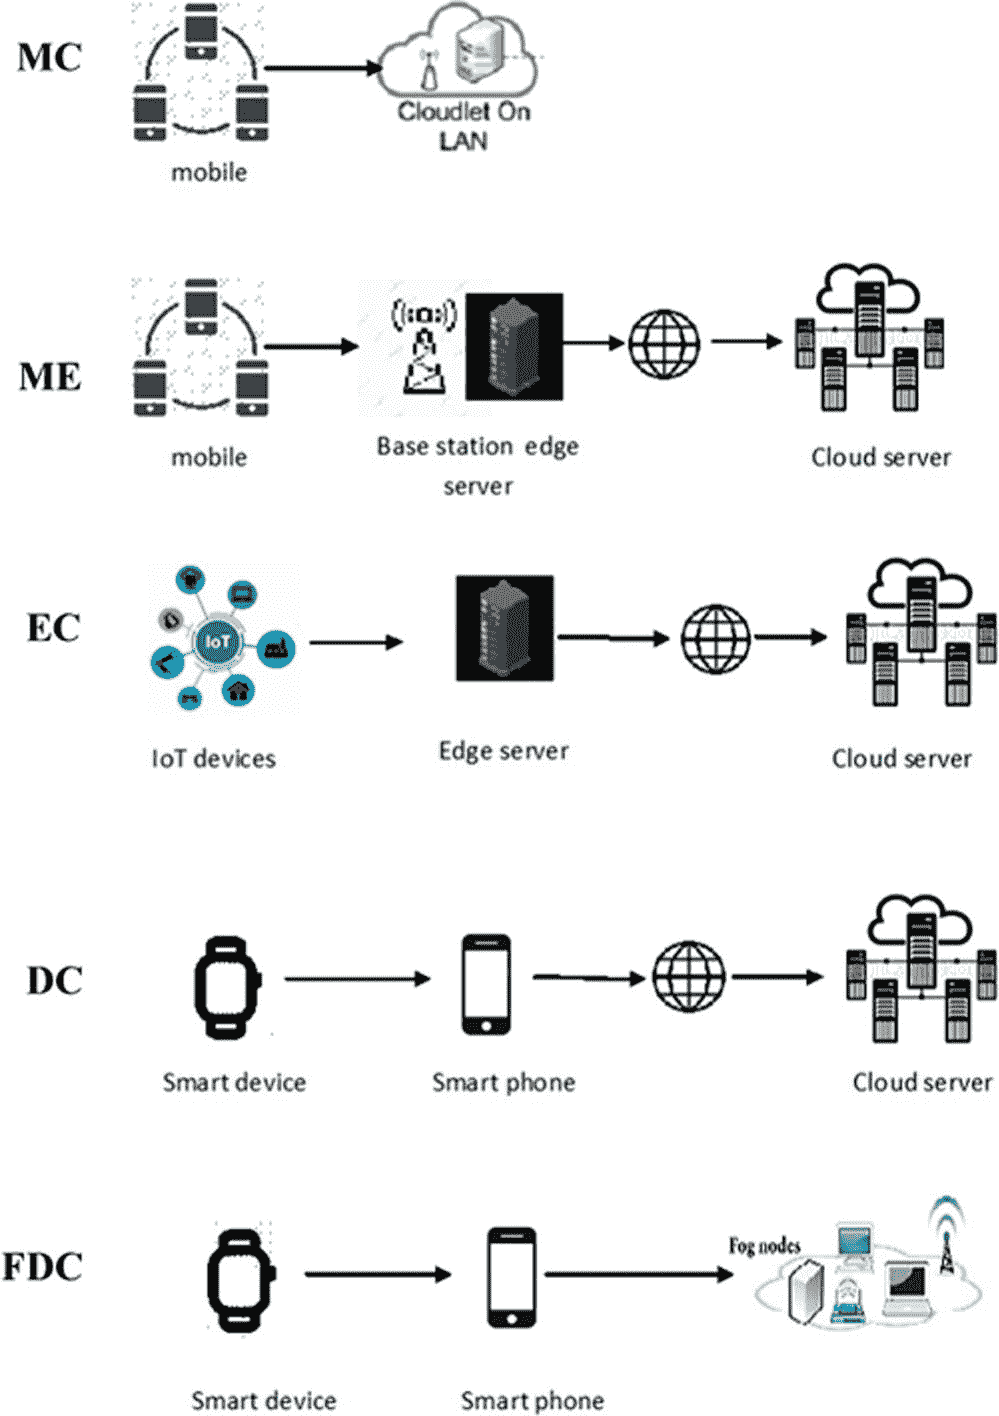 MC
Cloudlet On
LAN
mobile
ME
mobile
Base station edge
server
Cloud server
EC
IoT
IoT devices
Edge server
Cloud server
DC
Smart device
Smart phone
Cloud server
FDC
Fog nodes
Smart device
Smart phone